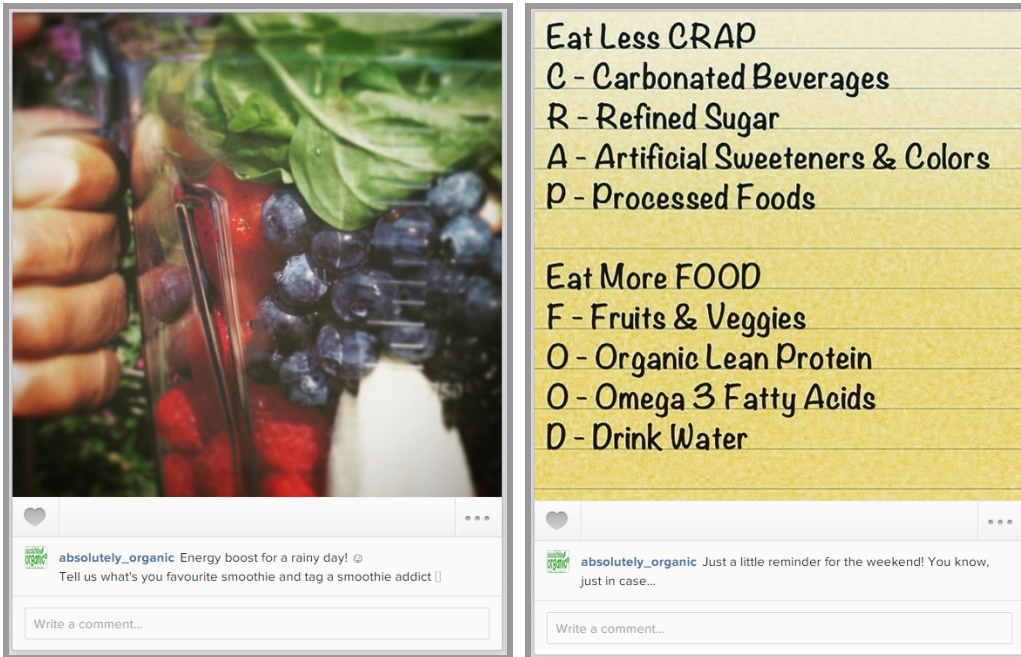 absolutely_organic Energy boost for a rainy day! ☺
Tell us what's you favourite smoothie and tag a smoothie addict []
Write a comment...
Eat Less CRAP
C - Carbonated Beverages
R - Refined Sugar
A - Artificial Sweeteners & Colors
P - Processed Foods
Eat More FOOD
F - Fruits & Veggies
O - Organic Lean Protein
O - Omega 3 Fatty Acids
D - Drink Water
absolutely_organic Just a little reminder for the weekend! You know,
just in case...
Write a comment...